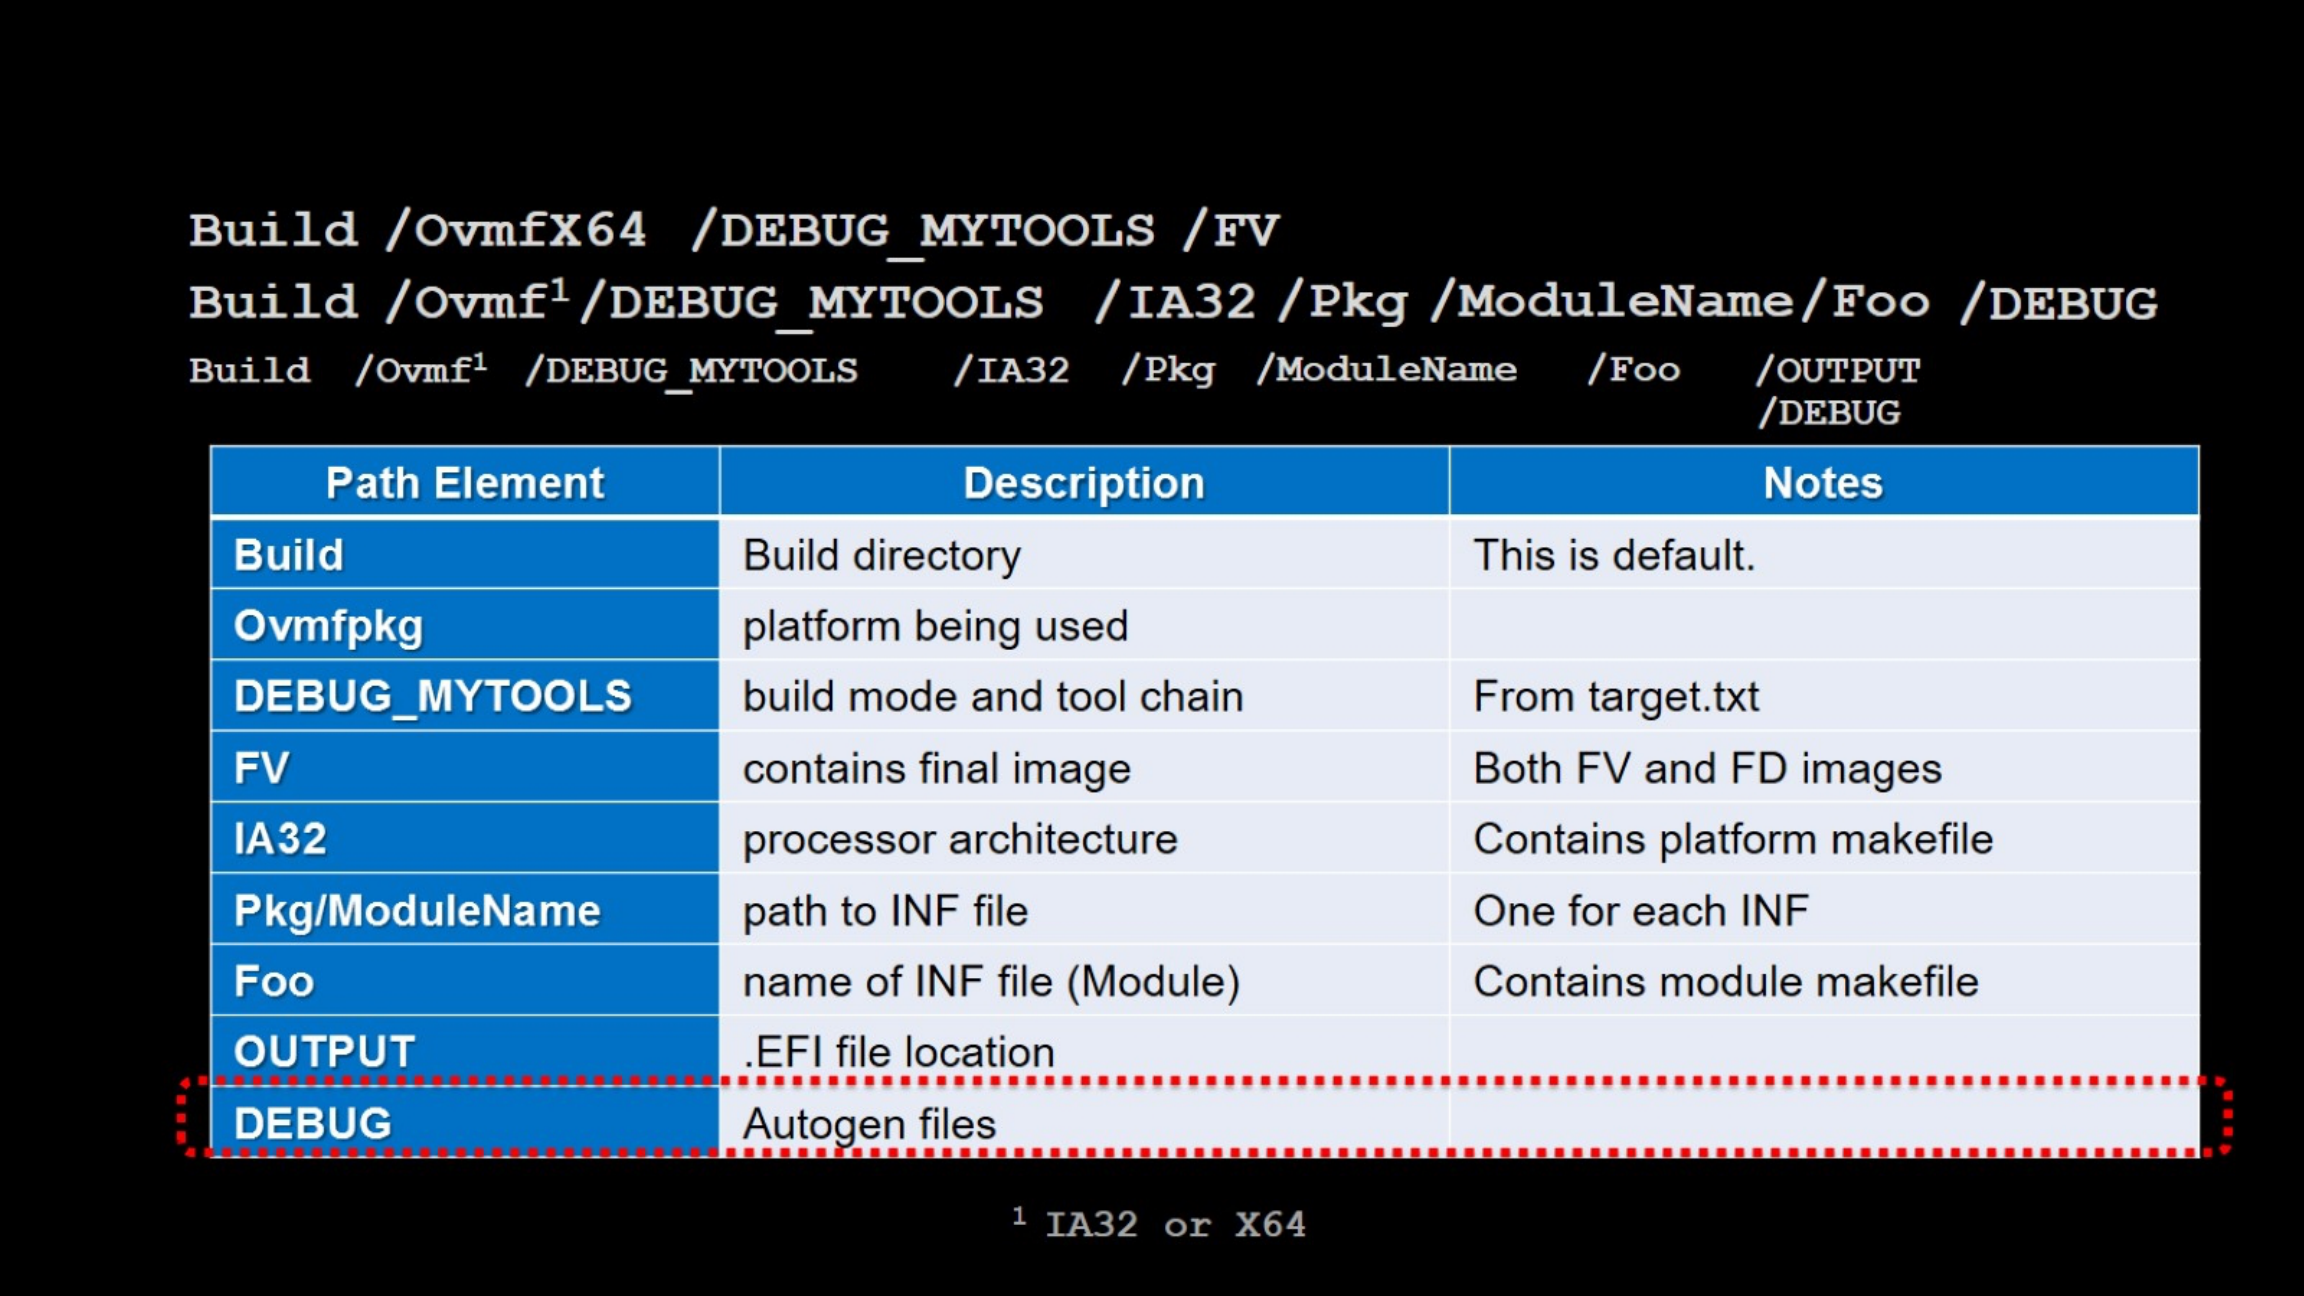 Build /OvmfX64 /DEBUG_MYTOOLS /FV
Build /Ovmf¹ /DEBUG_MYTOOLS /IA32 /Pkg /ModuleName/Foo /DEBUG
Build /Ovmf¹ /DEBUG_MYTOOLS /IA32 /Pkg /ModuleName /Foo /OUTPUT
/DEBUG
Path Element Description Notes
Build Build directory This is default.
Ovmfpkg platform being used
DEBUG_MYTOOLS build mode and tool chain From target.txt
FV contains final image Both FV and FD images
IA32 processor architecture Contains platform makefile
Pkg/ModuleName path to INF file One for each INF
Foo name of INF file (Module) Contains module makefile
OUTPUT .EFI file location
DEBUG Autogen files
¹ IA32 or X64